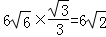 6√6 × √3/3 = 6√2